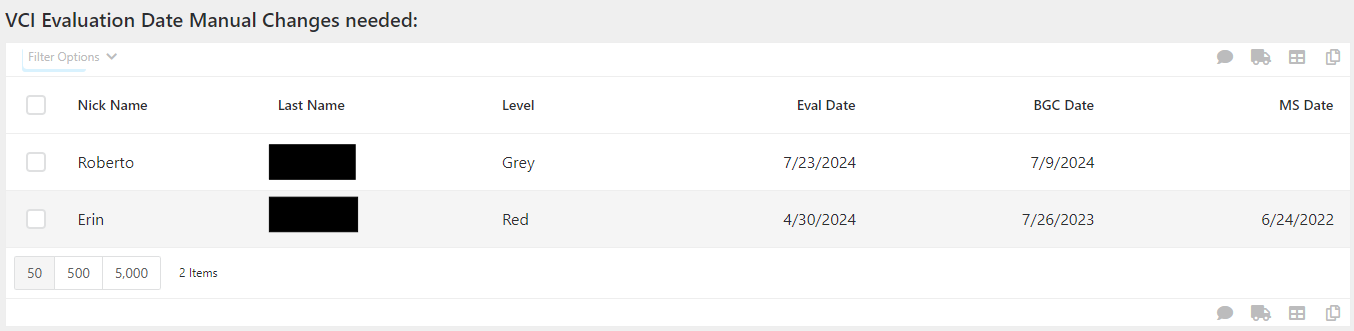 VCI Evaluation Date Manual Changes needed:
Filter Options
Nick Name Last Name Level Eval Date BGC Date MS Date
Roberto Grey 7/23/2024 7/9/2024
Erin Red 4/30/2024 7/26/2023 6/24/2022
50 500 5,000 2 Items